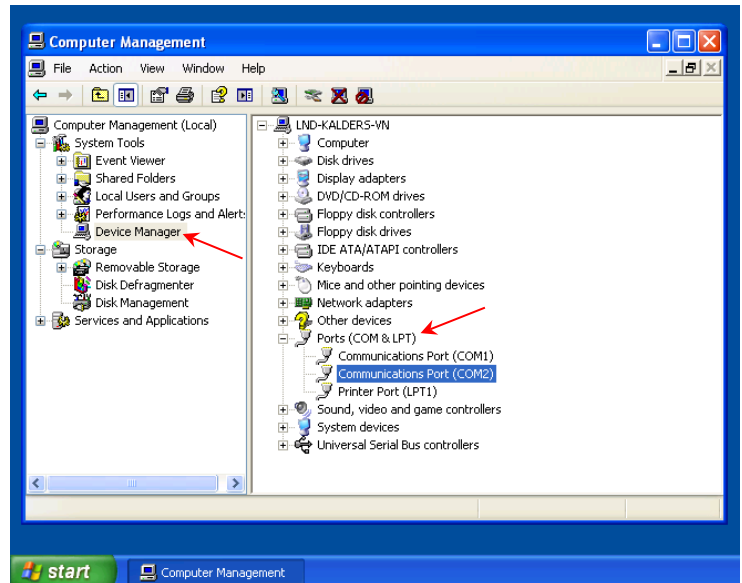 Computer Management
File Action View Window Help
Computer Management (Local)
System Tools
Event Viewer
Shared Folders
Local Users and Groups
Performance Logs and Alert:
Device Manager
Storage
Removable Storage
Disk Defragmenter
Disk Management
Services and Applications
LND-KALDERS-VN
Computer
Disk drives
Display adapters
DVD/CD-ROM drives
Floppy disk controllers
Floppy disk drives
IDE ATA/ATAPI controllers
Keyboards
Mice and other pointing devices
Network adapters
Other devices
Ports (COM & LPT)
Communications Port (COM1)
Communications Port (COM2)
Printer Port (LPT1)
Sound, video and game controllers
System devices
Universal Serial Bus controllers
start
Computer Management